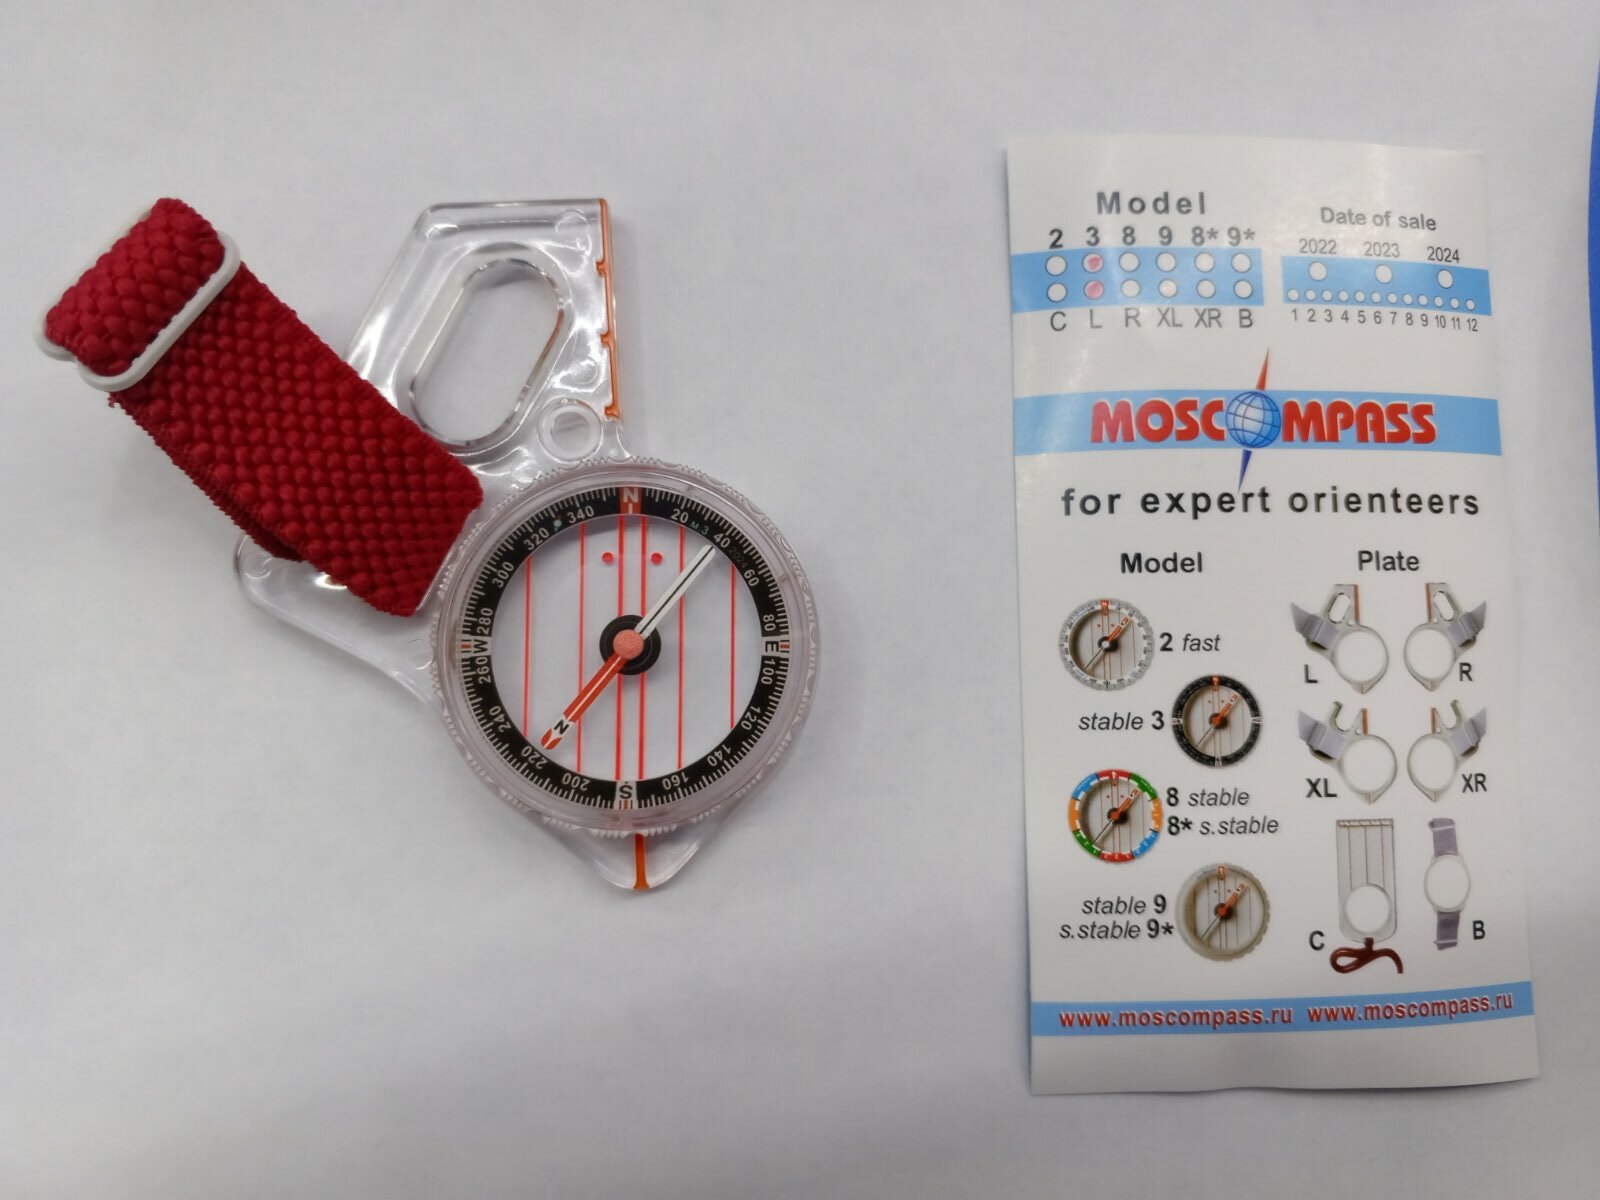 N
20
м.3
40
2024
60
80
E
100
120
140
160
S
200
220
240
260
W
280
300
320
340
N
Model
2 3 8 9 8* 9*
C L R XL XR B
Date of sale
2022 2023 2024
1 2 3 4 5 6 7 8 9 10 11 12
MOSCOMPASS
for expert orienteers
Model
2 fast
stable 3
8 stable
8* s.stable
stable 9
s.stable 9*
Plate
L
R
XL
XR
C
B
www.moscompass.ru www.moscompass.ru